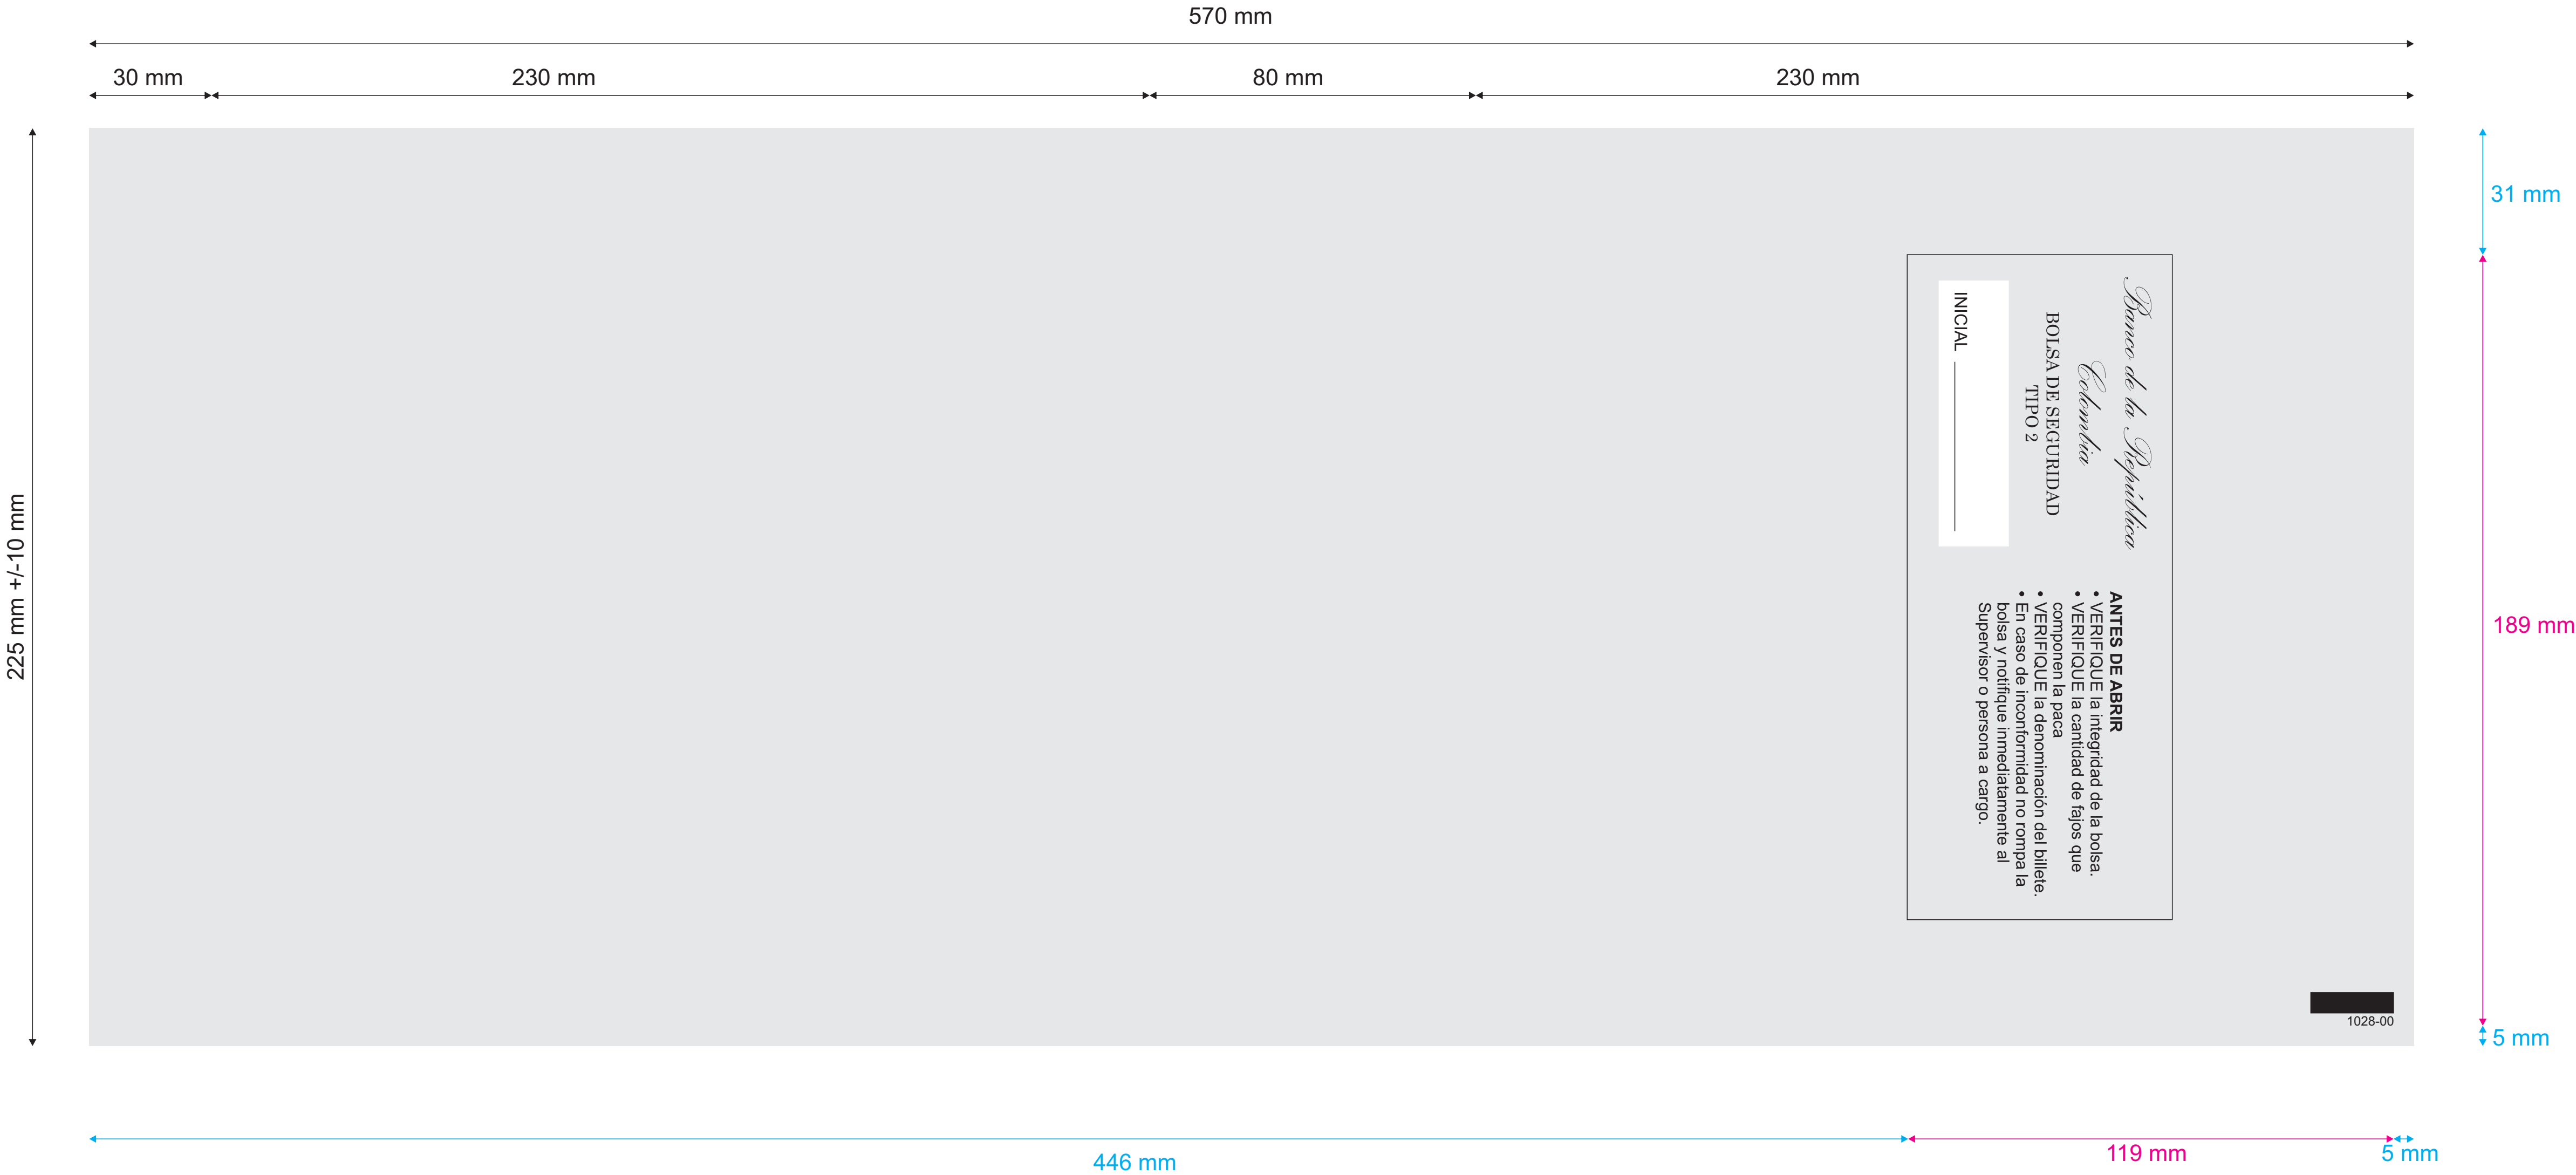 570 mm
30 mm
230 mm
80 mm
230 mm
225 mm +/-10 mm
31 mm
189 mm
5 mm
Banco de la República
Colombia
BOLSA DE SEGURIDAD
TIPO 2
INICIAL
ANTES DE ABRIR
• VERIFIQUE la integridad de la bolsa.
• VERIFIQUE la cantidad de fajos que
componen la paca
• VERIFIQUE la denominación del billete.
• En caso de inconformidad no rompa la
bolsa y notifique inmediatamente al
Supervisor o persona a cargo.
1028-00
446 mm
119 mm
5 mm